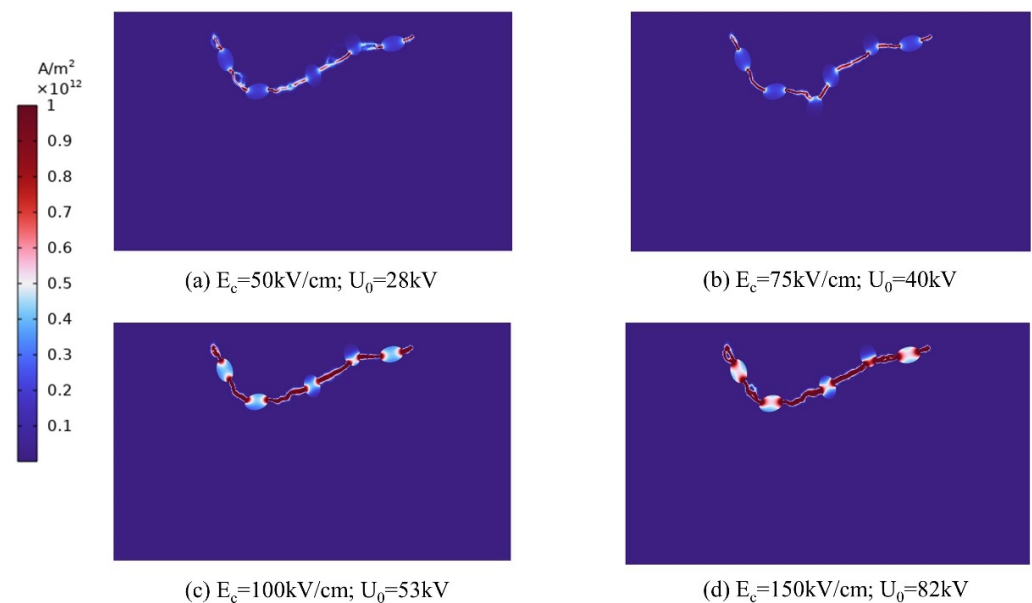 A/m²
×10¹²
1
0.9
0.8
0.7
0.6
0.5
0.4
0.3
0.2
0.1
(a) E_c=50kV/cm; U_0=28kV
(b) E_c=75kV/cm; U_0=40kV
(c) E_c=100kV/cm; U_0=53kV
(d) E_c=150kV/cm; U_0=82kV